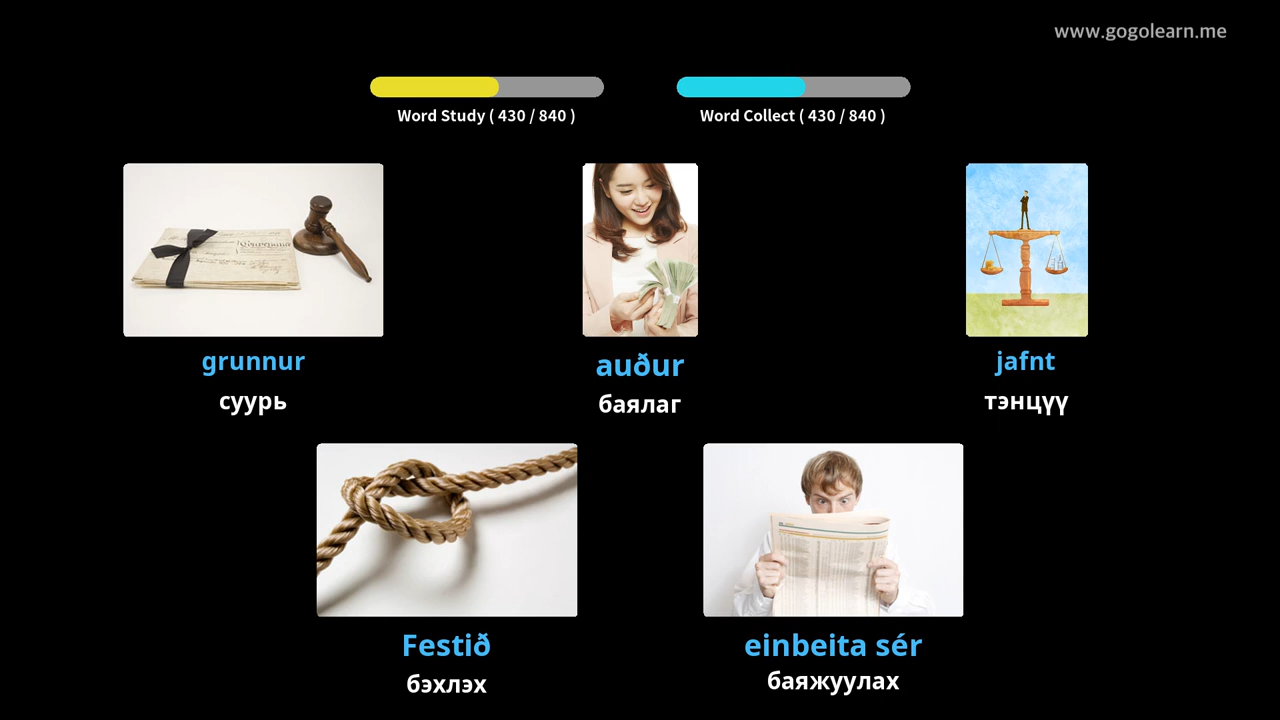 www.gogolearn.me
Word Study ( 430 / 840 )
Word Collect ( 430 / 840 )
grunnur
auður
jafnt
суурь
баялаг
тэнцүү
Festið
einbeita sér
бэхлэх
баяжуулах